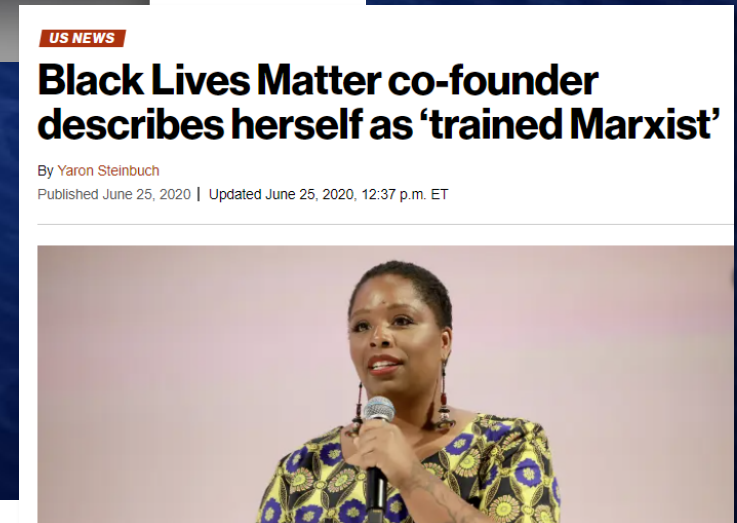 US NEWS
Black Lives Matter co-founder
describes herself as ‘trained Marxist’
By Yaron Steinbuch
Published June 25, 2020 | Updated June 25, 2020, 12:37 p.m. ET